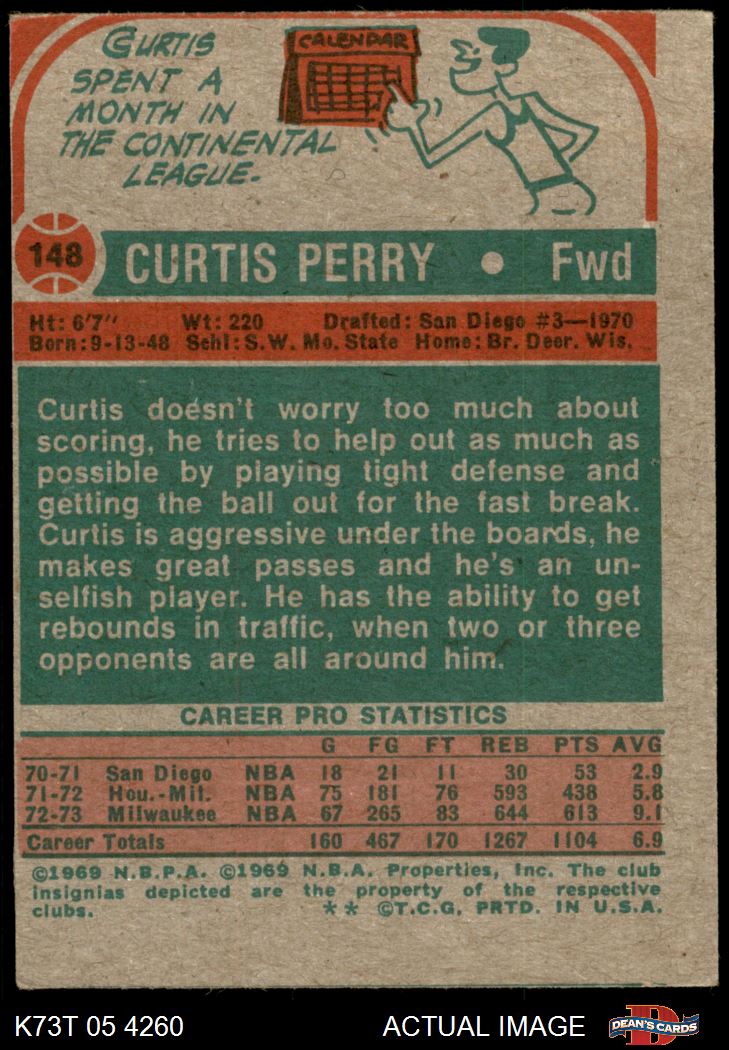 CURTIS
SPENT A
MONTH IN
THE CONTINENTAL
LEAGUE.
CALENDAR
148 CURTIS PERRY • Fwd
Ht: 6'7" Wt: 220 Drafted: San Diego #3—1970
Born: 9-13-48 Schl: S.W. Mo. State Home: Br. Deer. Wis.
Curtis doesn't worry too much about
scoring, he tries to help out as much as
possible by playing tight defense and
getting the ball out for the fast break.
Curtis is aggressive under the boards, he
makes great passes and he's an un-
selfish player. He has the ability to get
rebounds in traffic, when two or three
opponents are all around him.
CAREER PRO STATISTICS
G FG FT REB PTS AVG
70-71 San Diego NBA 18 21 11 30 53 2.9
71-72 Hou.-Mil. NBA 75 181 76 593 438 5.8
72-73 Milwaukee NBA 67 265 83 644 613 9.1
Career Totals 160 467 170 1267 1104 6.9
©1969 N.B.P.A. ©1969 N.B.A. Properties, Inc. The club
insignias depicted are the property of the respective
clubs. ** ©T.C.G. PRTD. IN U.S.A.
K73T 05 4260 ACTUAL IMAGE DEAN'S CARDS